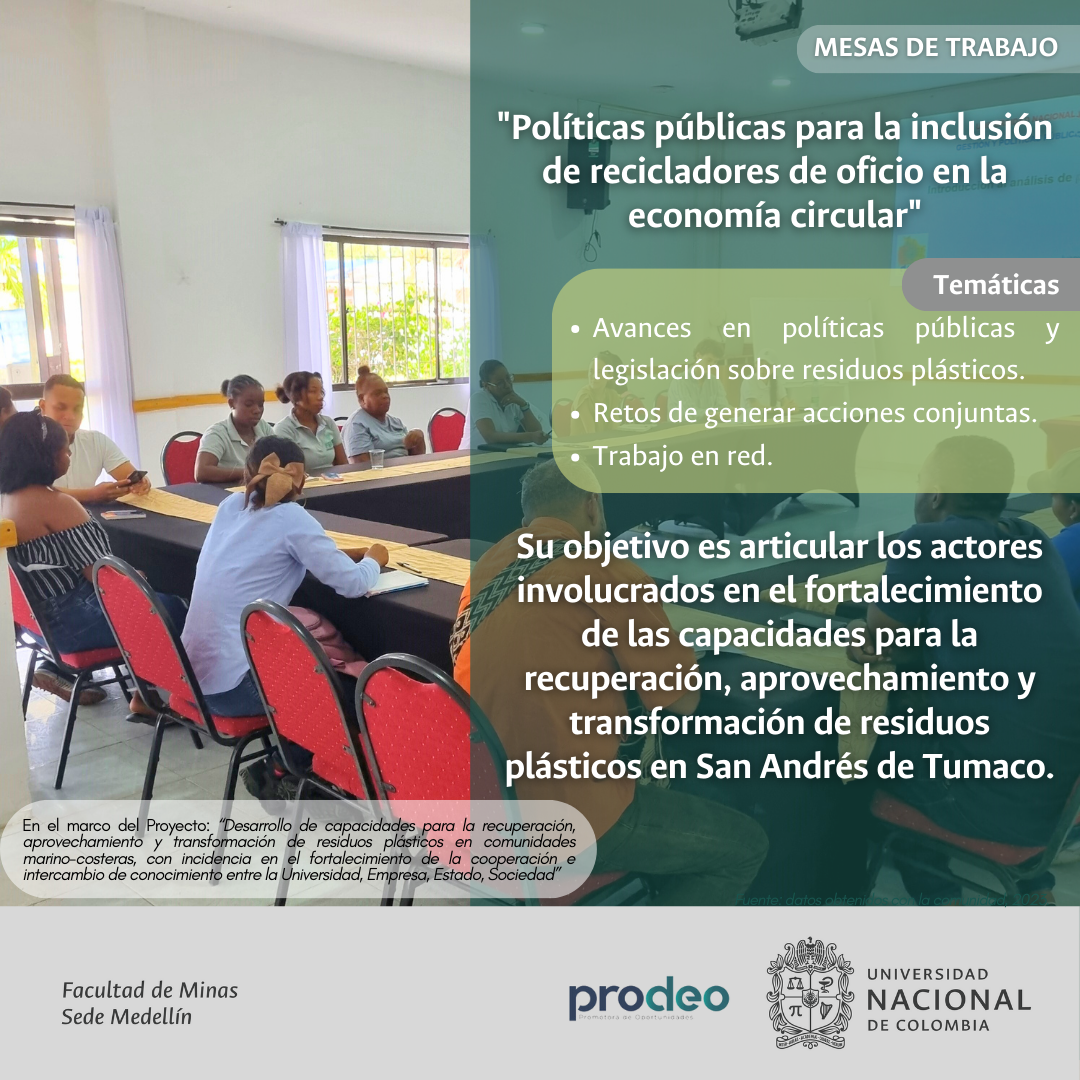 MESAS DE TRABAJO
"Políticas públicas para la inclusión
de recicladores de oficio en la
economía circular"
Temáticas
• Avances en políticas públicas y
legislación sobre residuos plásticos.
• Retos de generar acciones conjuntas.
• Trabajo en red.
Su objetivo es articular los actores
involucrados en el fortalecimiento
de las capacidades para la
recuperación, aprovechamiento y
transformación de residuos
plásticos en San Andrés de Tumaco.
En el marco del Proyecto: “Desarrollo de capacidades para la recuperación,
aprovechamiento y transformación de residuos plásticos en comunidades
marino-costeras, con incidencia en el fortalecimiento de la cooperación e
intercambio de conocimiento entre la Universidad, Empresa, Estado, Sociedad”
Facultad de Minas
Sede Medellín
prodeo
Promotora de Oportunidades
UNIVERSIDAD
NACIONAL
DE COLOMBIA